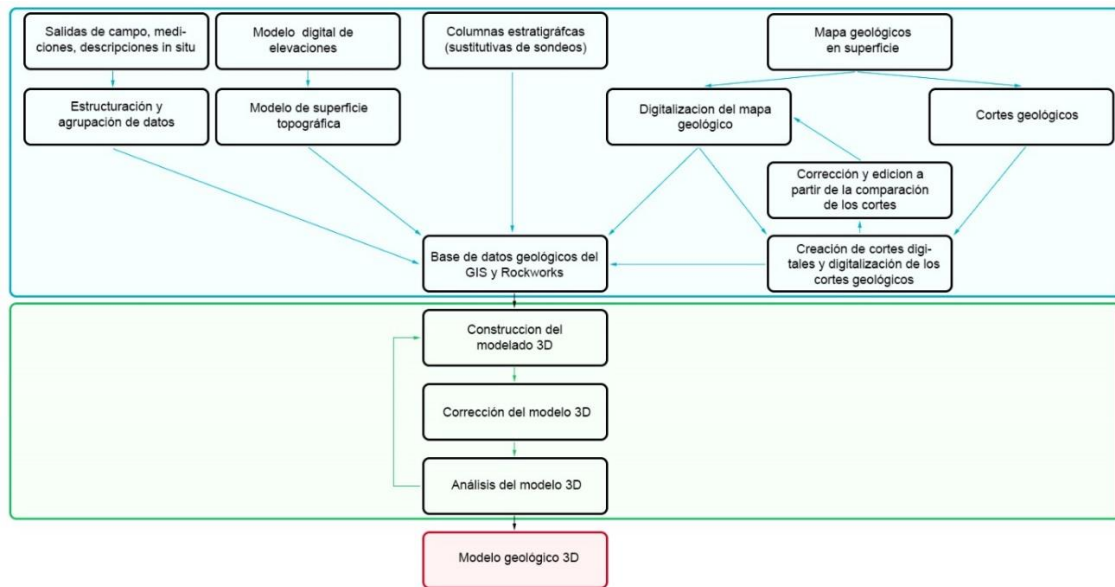 Salidas de campo, medi-
ciones, descripciones in situ
Modelo digital de
elevaciones
Columnas estratigráfcas
(sustitutivas de sondeos)
Mapa geológicos
en superficie
Estructuración y
agrupación de datos
Modelo de superficie
topográfica
Digitalizacion del mapa
geológico
Cortes geológicos
Corrección y edicion a
partir de la comparación
de los cortes
Base de datos geológicos del
GIS y Rockworks
Creación de cortes digi-
tales y digitalización de los
cortes geológicos
Construccion del
modelado 3D
Corrección del modelo 3D
Análisis del modelo 3D
Modelo geológico 3D